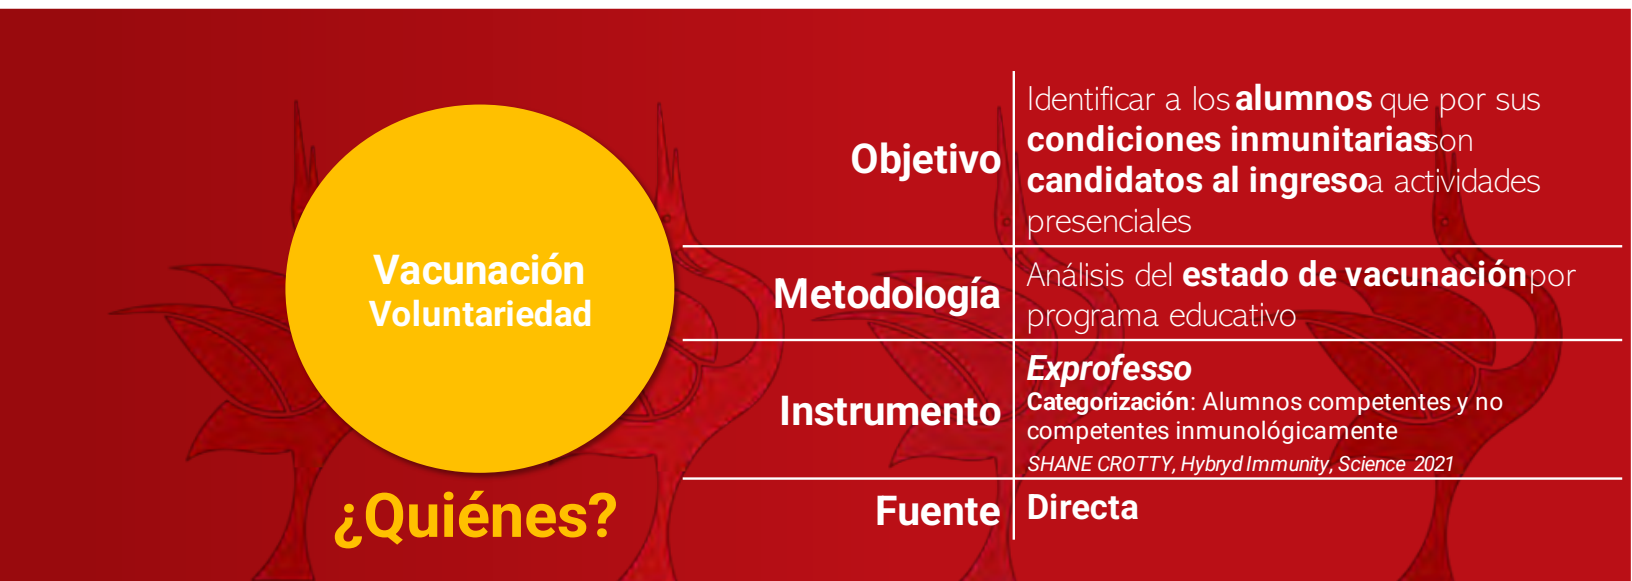 Vacunación
Voluntariedad
¿Quiénes?
Objetivo
Identificar a los alumnos que por sus
condiciones inmunitarias son
candidatos al ingreso a actividades
presenciales
Metodología
Análisis del estado de vacunación por
programa educativo
Instrumento
Exprofesso
Categorización: Alumnos competentes y no
competentes inmunológicamente
SHANE CROTTY, Hybryd Immunity, Science 2021
Fuente
Directa